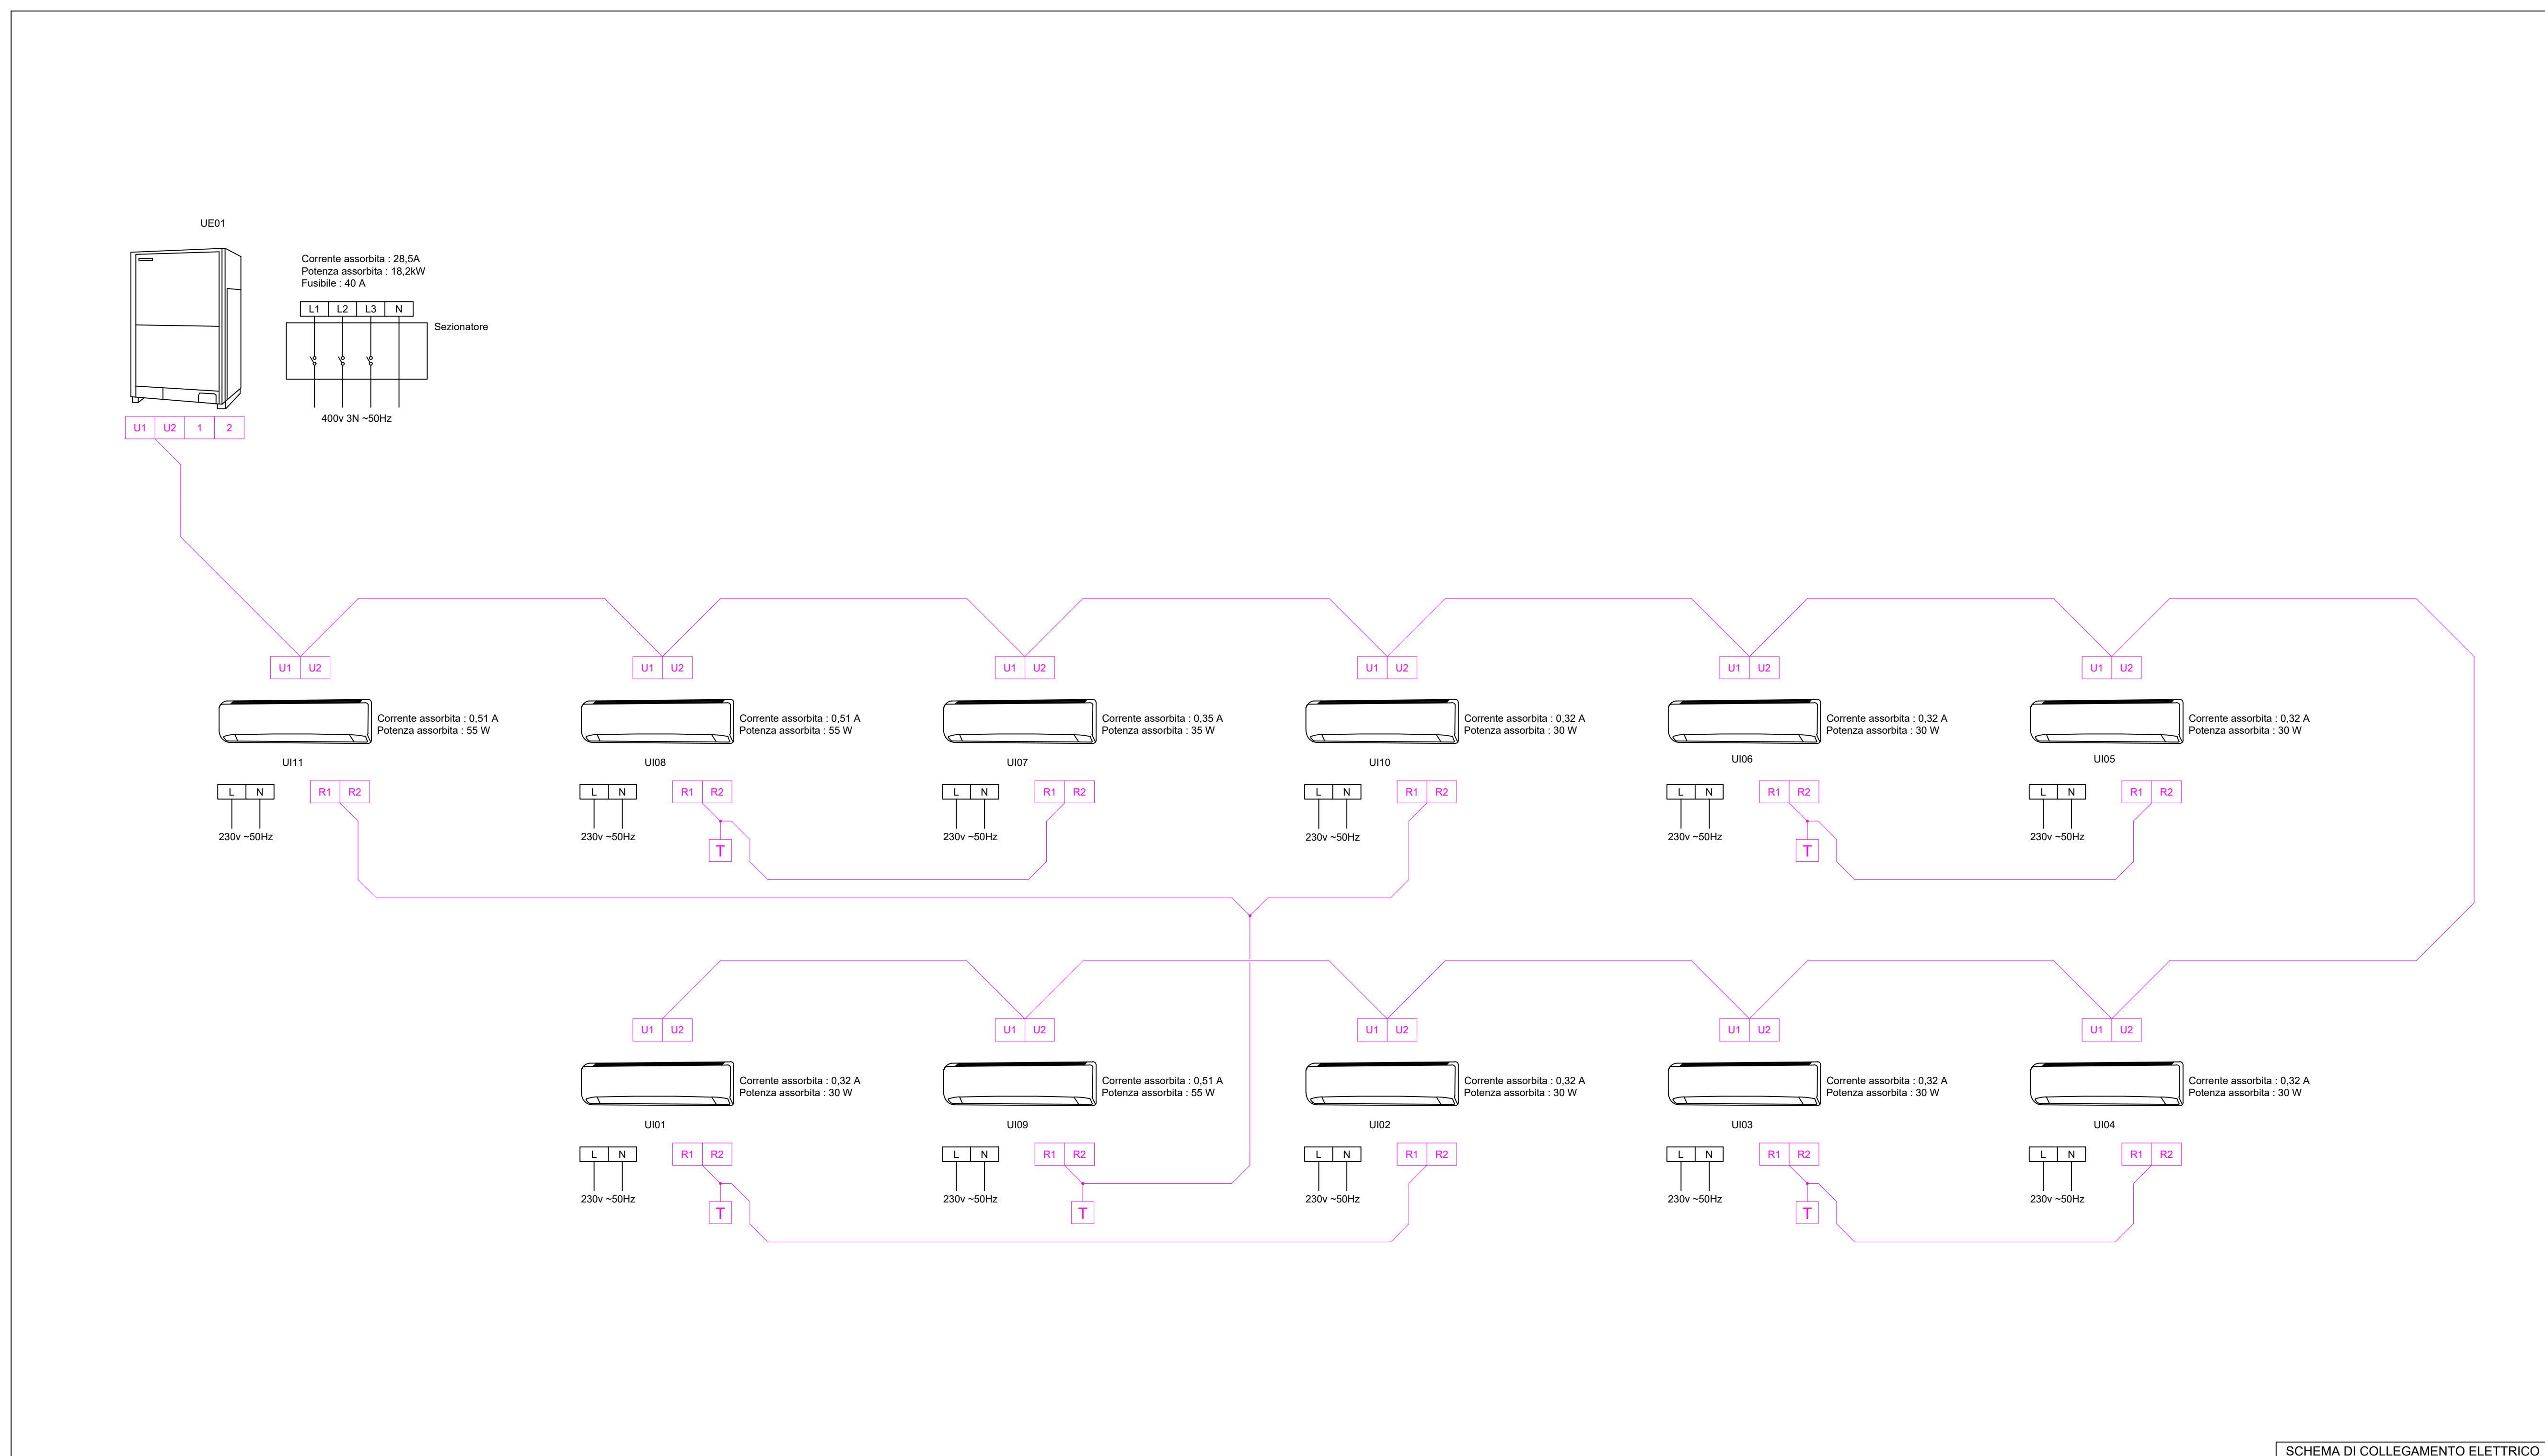 UE01
Corrente assorbita : 28,5A
Potenza assorbita : 18,2kW
Fusibile : 40 A
L1 L2 L3 N
Sezionatore
400v 3N ~50Hz
U1 U2 1 2
U1 U2
U1 U2
U1 U2
U1 U2
U1 U2
U1 U2
Corrente assorbita : 0,51 A
Potenza assorbita : 55 W
Corrente assorbita : 0,51 A
Potenza assorbita : 55 W
Corrente assorbita : 0,35 A
Potenza assorbita : 35 W
Corrente assorbita : 0,32 A
Potenza assorbita : 30 W
Corrente assorbita : 0,32 A
Potenza assorbita : 30 W
Corrente assorbita : 0,32 A
Potenza assorbita : 30 W
UI11
UI08
UI07
UI10
UI06
UI05
L N
R1 R2
L N
R1 R2
L N
R1 R2
L N
R1 R2
L N
R1 R2
L N
R1 R2
230v ~50Hz
230v ~50Hz
230v ~50Hz
230v ~50Hz
230v ~50Hz
230v ~50Hz
T
T
U1 U2
U1 U2
U1 U2
U1 U2
U1 U2
Corrente assorbita : 0,32 A
Potenza assorbita : 30 W
Corrente assorbita : 0,51 A
Potenza assorbita : 55 W
Corrente assorbita : 0,32 A
Potenza assorbita : 30 W
Corrente assorbita : 0,32 A
Potenza assorbita : 30 W
Corrente assorbita : 0,32 A
Potenza assorbita : 30 W
UI01
UI09
UI02
UI03
UI04
L N
R1 R2
L N
R1 R2
L N
R1 R2
L N
R1 R2
L N
R1 R2
230v ~50Hz
230v ~50Hz
230v ~50Hz
230v ~50Hz
230v ~50Hz
T
T
T
SCHEMA DI COLLEGAMENTO ELETTRICO